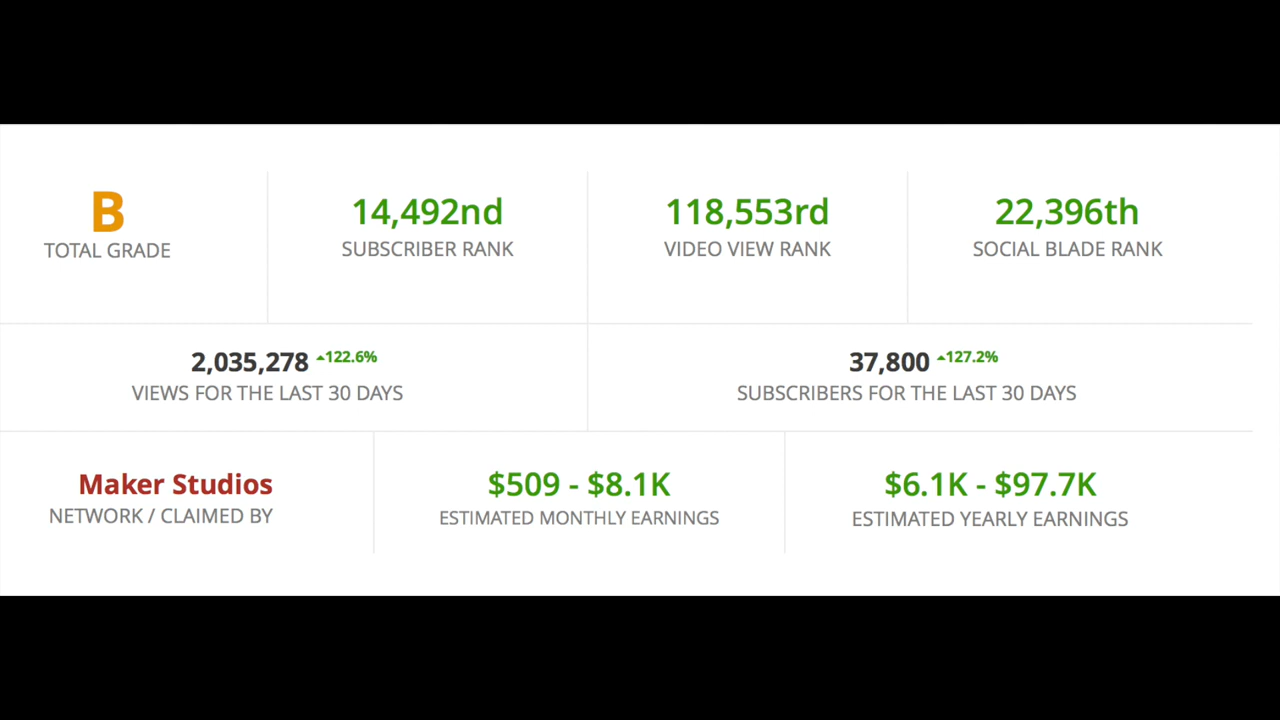 B
TOTAL GRADE
14,492nd
SUBSCRIBER RANK
118,553rd
VIDEO VIEW RANK
22,396th
SOCIAL BLADE RANK
2,035,278 ▲122.6%
VIEWS FOR THE LAST 30 DAYS
37,800 ▲127.2%
SUBSCRIBERS FOR THE LAST 30 DAYS
Maker Studios
NETWORK / CLAIMED BY
$509 - $8.1K
ESTIMATED MONTHLY EARNINGS
$6.1K - $97.7K
ESTIMATED YEARLY EARNINGS